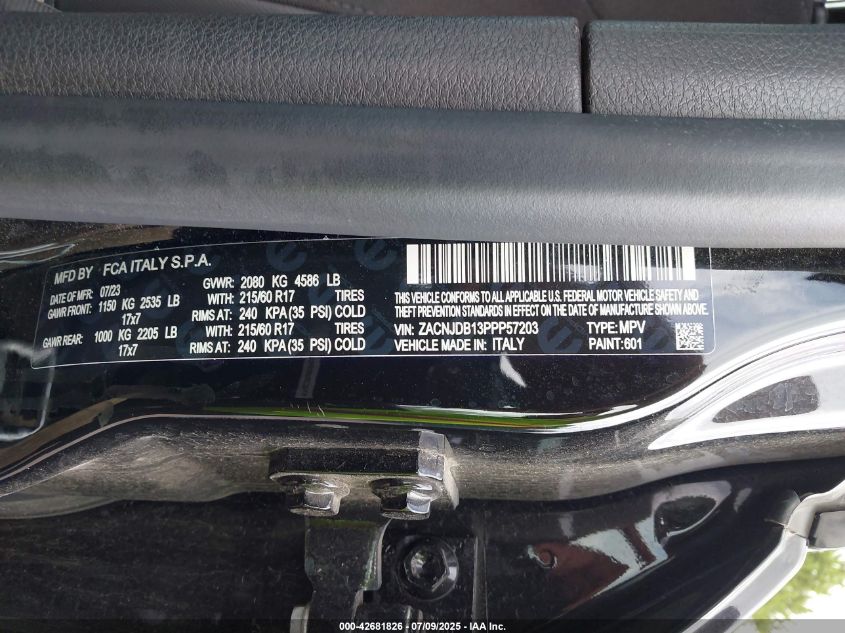 MFD BY FCA ITALY S.P.A.
DATE OF MFR: 07/23 GVWR: 2080 KG 4586 LB
GAWR FRONT: 1150 KG 2535 LB WITH: 215/60 R17 TIRES
17x7 RIMS AT: 240 KPA(35 PSI) COLD
GAWR REAR: 1000 KG 2205 LB WITH: 215/60 R17 TIRES
17x7 RIMS AT: 240 KPA(35 PSI) COLD
THIS VEHICLE CONFORMS TO ALL APPLICABLE U.S. FEDERAL MOTOR VEHICLE SAFETY, BUMPER, AND
THEFT PREVENTION STANDARDS IN EFFECT ON THE DATE OF MANUFACTURE SHOWN ABOVE.
VIN: ZACNJDB13PPP57203 TYPE: MPV
VEHICLE MADE IN: ITALY PAINT: 601
000-42681826 - 07/09/2025 - IAA, Inc.